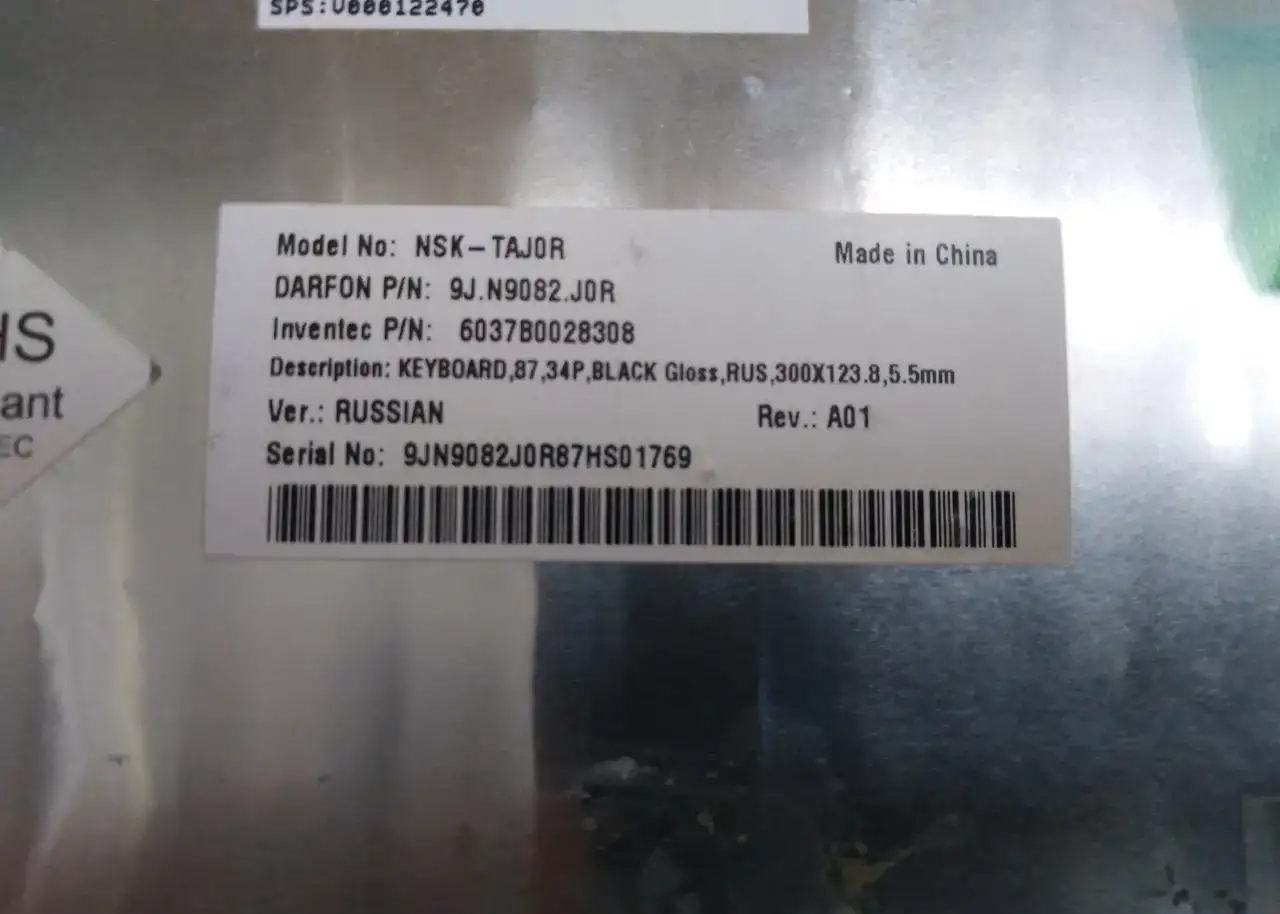 SPS:V000122470
Model No: NSK-TAJ0R
Made in China
DARFON P/N: 9J.N9082.J0R
Inventec P/N: 6037B0028308
Description: KEYBOARD,87,34P,BLACK Gloss,RUS,300X123.8,5.5mm
Ver.: RUSSIAN
Rev.: A01
Serial No: 9JN9082J0R87HS01769
HS
ant
EC